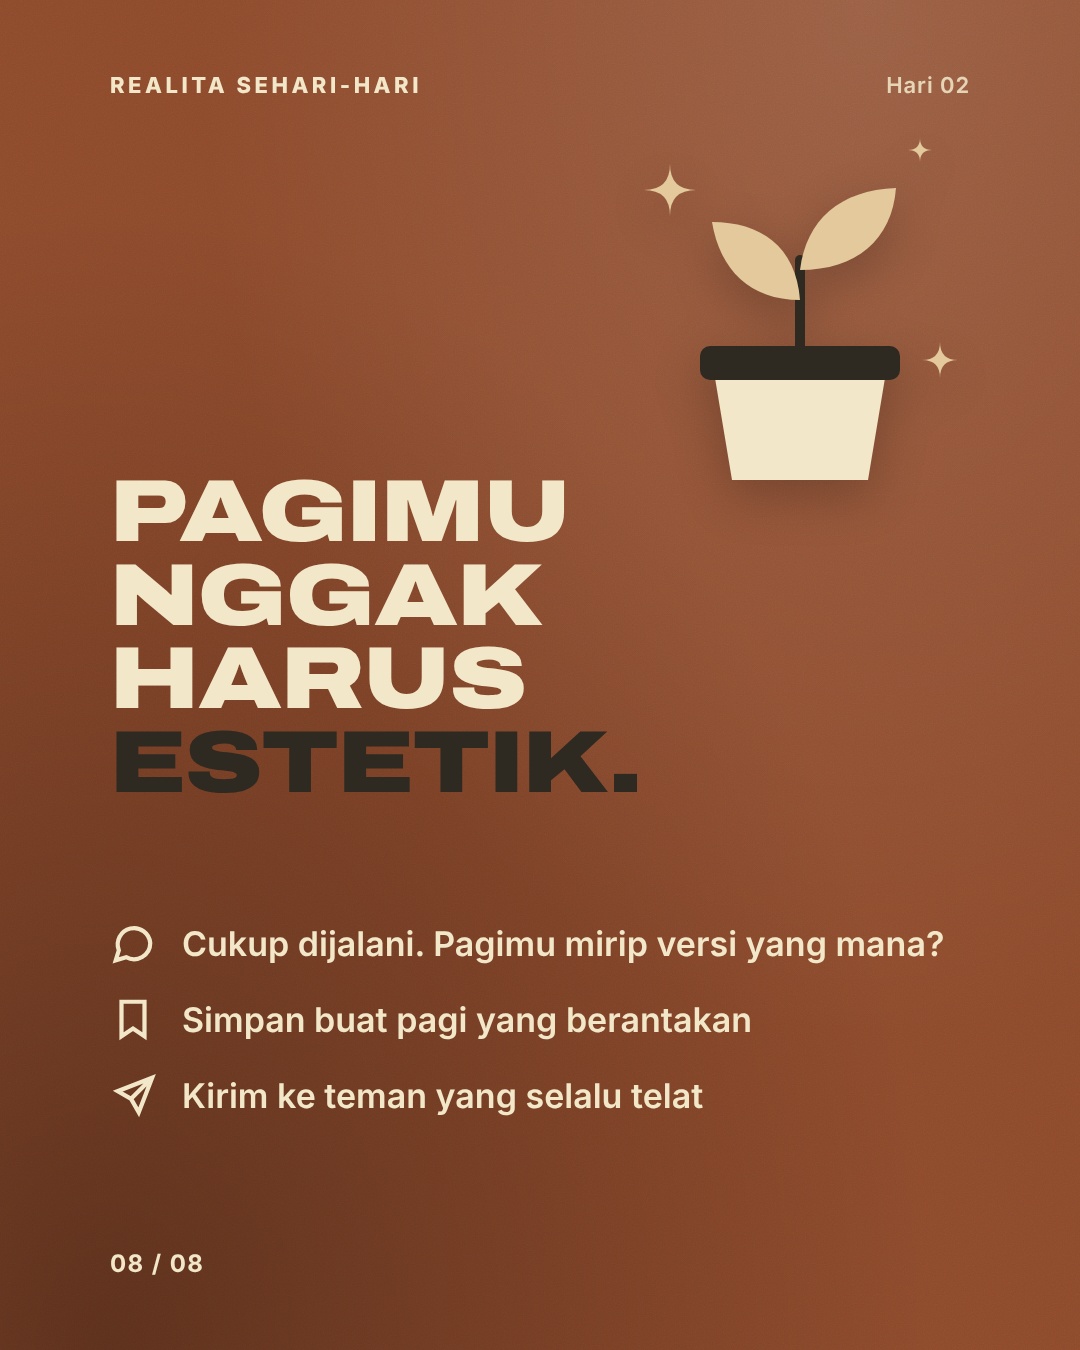 REALITA SEHARI-HARI
Hari 02
PAGIMU
NGGAK
HARUS
ESTETIK.
Cukup dijalani. Pagimu mirip versi yang mana?
Simpan buat pagi yang berantakan
Kirim ke teman yang selalu telat
08 / 08